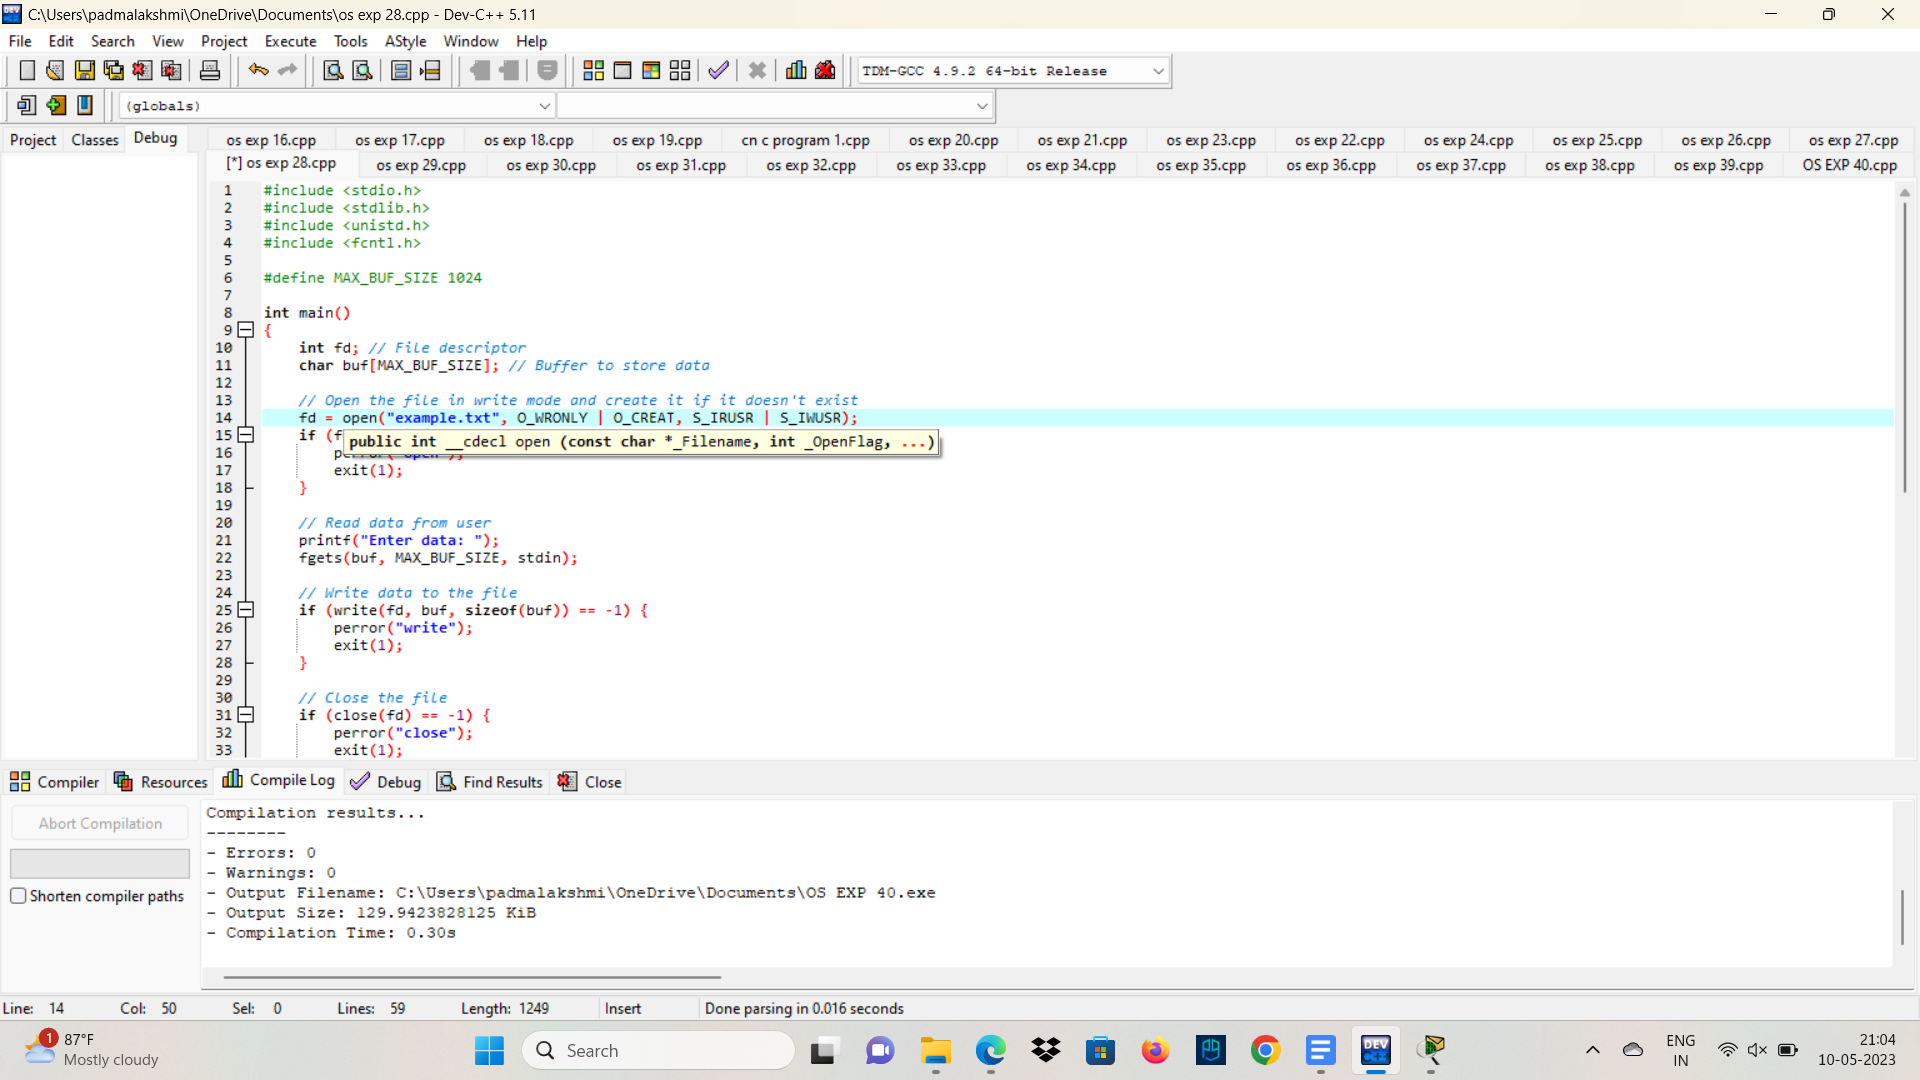 C:\Users\padmalakshmi\OneDrive\Documents\os exp 28.cpp - Dev-C++ 5.11
File Edit Search View Project Execute Tools AStyle Window Help
TDM-GCC 4.9.2 64-bit Release
(globals)
Project Classes Debug
os exp 16.cpp os exp 17.cpp os exp 18.cpp os exp 19.cpp cn c program 1.cpp os exp 20.cpp os exp 21.cpp os exp 23.cpp os exp 22.cpp os exp 24.cpp os exp 25.cpp os exp 26.cpp os exp 27.cpp
[*] os exp 28.cpp os exp 29.cpp os exp 30.cpp os exp 31.cpp os exp 32.cpp os exp 33.cpp os exp 34.cpp os exp 35.cpp os exp 36.cpp os exp 37.cpp os exp 38.cpp os exp 39.cpp OS EXP 40.cpp
1 #include <stdio.h>
2 #include <stdlib.h>
3 #include <unistd.h>
4 #include <fcntl.h>
5
6 #define MAX_BUF_SIZE 1024
7
8 int main()
9 {
10 int fd; // File descriptor
11 char buf[MAX_BUF_SIZE]; // Buffer to store data
12
13 // Open the file in write mode and create it if it doesn't exist
14 fd = open("example.txt", O_WRONLY | O_CREAT, S_IRUSR | S_IWUSR);
15 if (f
public int __cdecl open (const char *_Filename, int _OpenFlag, ...)
16
17 exit(1);
18 }
19
20 // Read data from user
21 printf("Enter data: ");
22 fgets(buf, MAX_BUF_SIZE, stdin);
23
24 // Write data to the file
25 if (write(fd, buf, sizeof(buf)) == -1) {
26 perror("write");
27 exit(1);
28 }
29
30 // Close the file
31 if (close(fd) == -1) {
32 perror("close");
33 exit(1);
Compiler Resources Compile Log Debug Find Results Close
Abort Compilation
Shorten compiler paths
Compilation results...
--------
- Errors: 0
- Warnings: 0
- Output Filename: C:\Users\padmalakshmi\OneDrive\Documents\OS EXP 40.exe
- Output Size: 129.9423828125 KiB
- Compilation Time: 0.30s
Line: 14 Col: 50 Sel: 0 Lines: 59 Length: 1249 Insert Done parsing in 0.016 seconds
1
87°F
Mostly cloudy
Search
DEV
C++
ENG
IN
21:04
10-05-2023